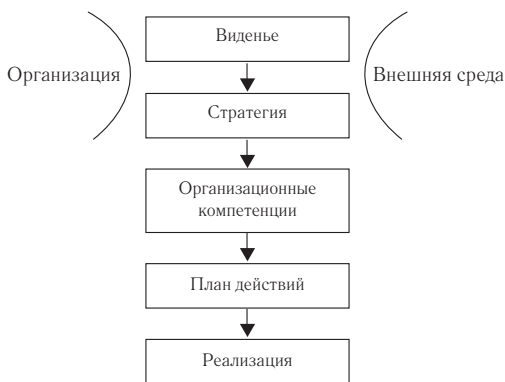 Виденье
Организация
Внешняя среда
Стратегия
Организационные
компетенции
План действий
Реализация